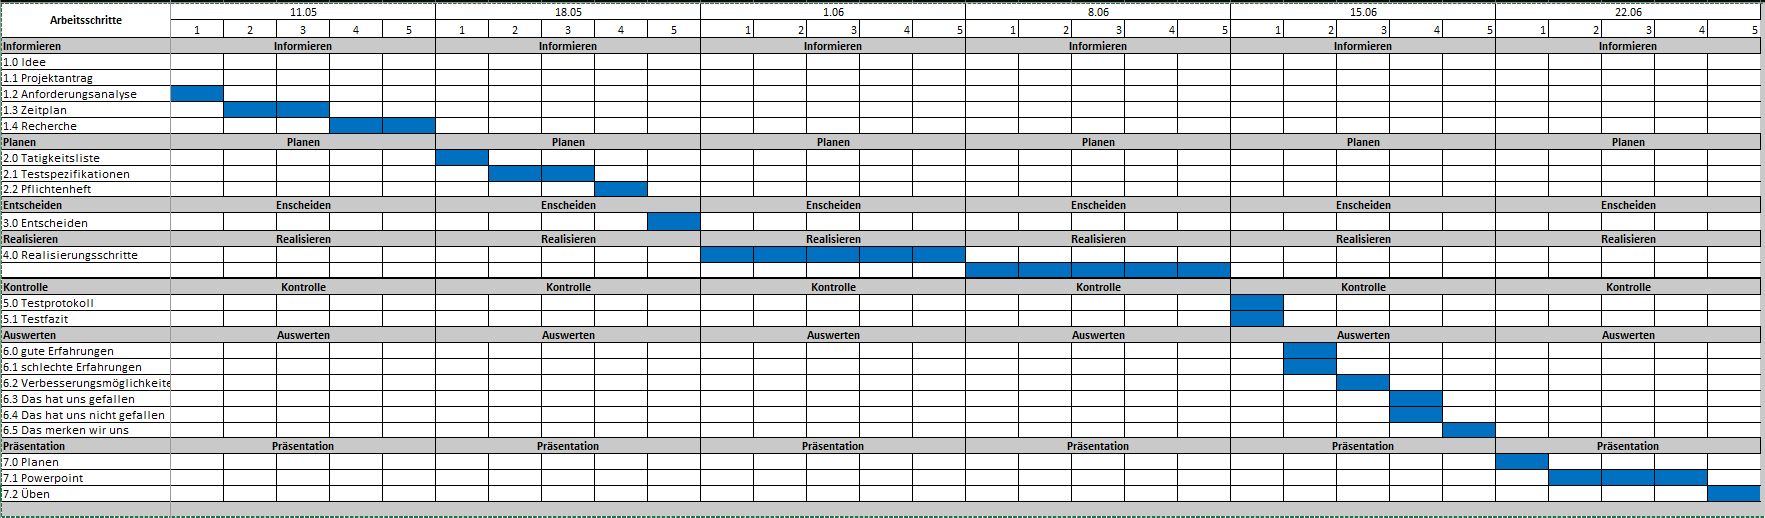 Arbeitsschritte 11.05 18.05 1.06 8.06 15.06 22.06
1 2 3 4 5 1 2 3 4 5 1 2 3 4 5 1 2 3 4 5 1 2 3 4 5 1 2 3 4 5
Informieren Informieren Informieren Informieren Informieren Informieren Informieren
1.0 Idee
1.1 Projektantrag
1.2 Anforderungsanalyse
1.3 Zeitplan
1.4 Recherche
Planen Planen Planen Planen Planen Planen Planen
2.0 Tatigkeitsliste
2.1 Testspezifikationen
2.2 Pflichtenheft
Entscheiden Enscheiden Enscheiden Enscheiden Enscheiden Enscheiden Enscheiden
3.0 Entscheiden
Realisieren Realisieren Realisieren Realisieren Realisieren Realisieren Realisieren
4.0 Realisierungsschritte
Kontrolle Kontrolle Kontrolle Kontrolle Kontrolle Kontrolle Kontrolle
5.0 Testprotokoll
5.1 Testfazit
Auswerten Auswerten Auswerten Auswerten Auswerten Auswerten Auswerten
6.0 gute Erfahrungen
6.1 schlechte Erfahrungen
6.2 Verbesserungsmöglichkeite
6.3 Das hat uns gefallen
6.4 Das hat uns nicht gefallen
6.5 Das merken wir uns
Präsentation Präsentation Präsentation Präsentation Präsentation Präsentation Präsentation
7.0 Planen
7.1 Powerpoint
7.2 Üben